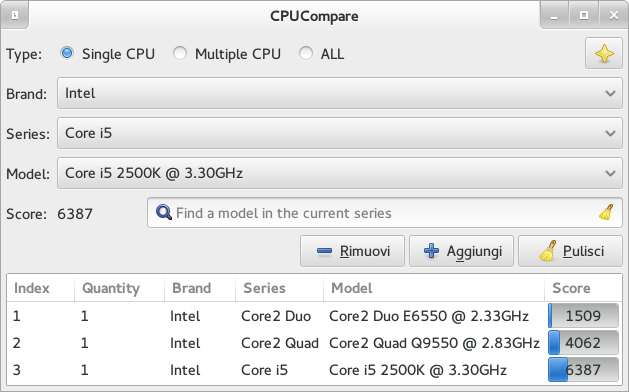 CPUCompare
Type: Single CPU Multiple CPU ALL
Brand: Intel
Series: Core i5
Model: Core i5 2500K @ 3.30GHz
Score: 6387 Find a model in the current series
Rimuovi Aggiungi Pulisci
Index Quantity Brand Series Model Score
1 1 Intel Core2 Duo Core2 Duo E6550 @ 2.33GHz 1509
2 1 Intel Core2 Quad Core2 Quad Q9550 @ 2.83GHz 4062
3 1 Intel Core i5 Core i5 2500K @ 3.30GHz 6387